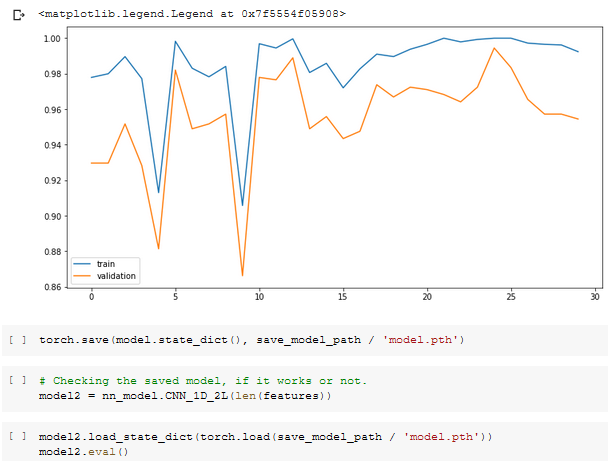 <matplotlib.legend.Legend at 0x7f5554f05908>
1.00
0.98
0.96
0.94
0.92
0.90
0.88
0.86
train
validation
0 5 10 15 20 25 30
[ ] torch.save(model.state_dict(), save_model_path / 'model.pth')
[ ] # Checking the saved model, if it works or not.
model2 = nn_model.CNN_1D_2L(len(features))
[ ] model2.load_state_dict(torch.load(save_model_path / 'model.pth'))
model2.eval()